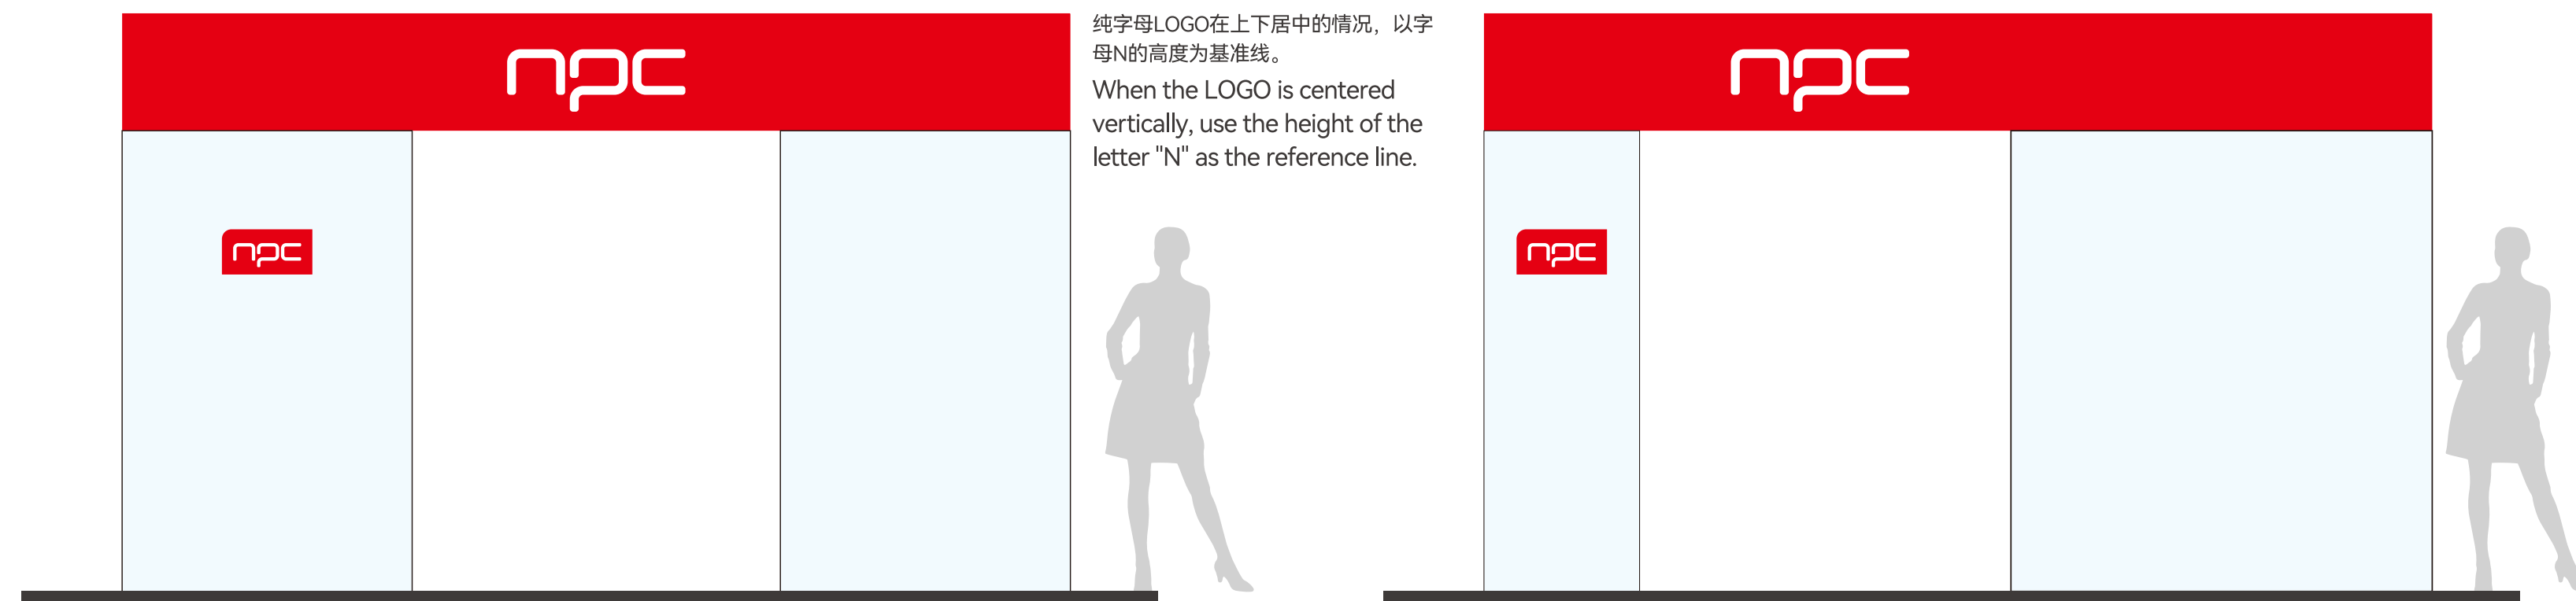 npc
纯字母LOGO在上下居中的情况，以字
母N的高度为基准线。
When the LOGO is centered
vertically, use the height of the
letter "N" as the reference line.
npc
npc
npc